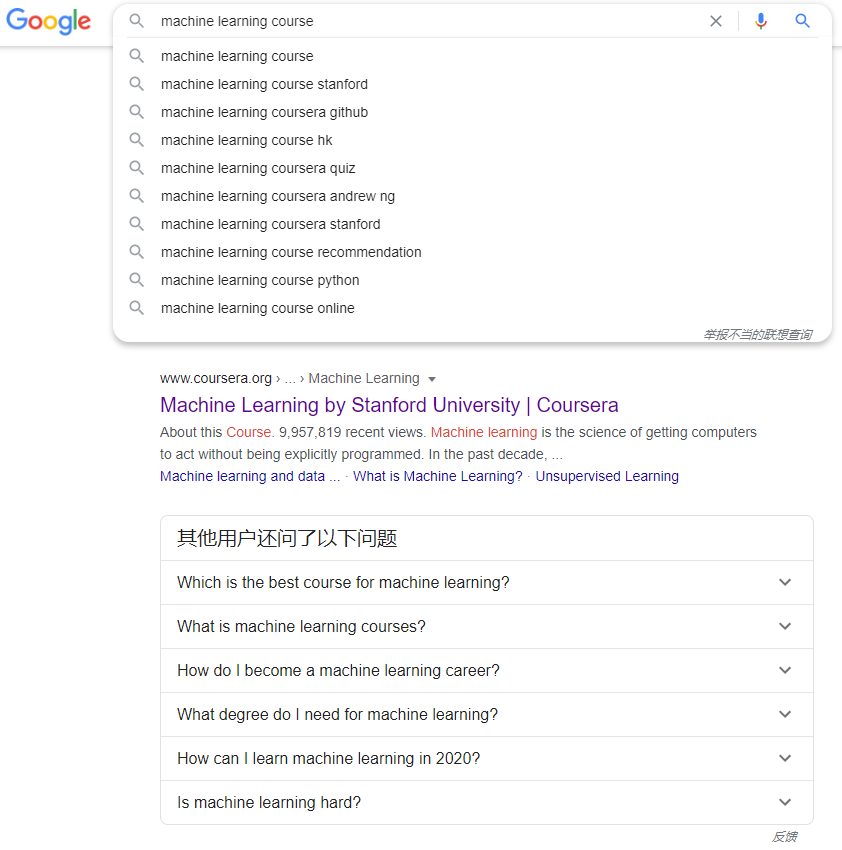 Google
machine learning course
machine learning course
machine learning course stanford
machine learning coursera github
machine learning course hk
machine learning coursera quiz
machine learning coursera andrew ng
machine learning coursera stanford
machine learning course recommendation
machine learning course python
machine learning course online
举报不当的联想查询
www.coursera.org › ... › Machine Learning
Machine Learning by Stanford University | Coursera
About this Course. 9,957,819 recent views. Machine learning is the science of getting computers
to act without being explicitly programmed. In the past decade, ...
Machine learning and data ... · What is Machine Learning? · Unsupervised Learning
其他用户还问了以下问题
Which is the best course for machine learning?
What is machine learning courses?
How do I become a machine learning career?
What degree do I need for machine learning?
How can I learn machine learning in 2020?
Is machine learning hard?
反馈